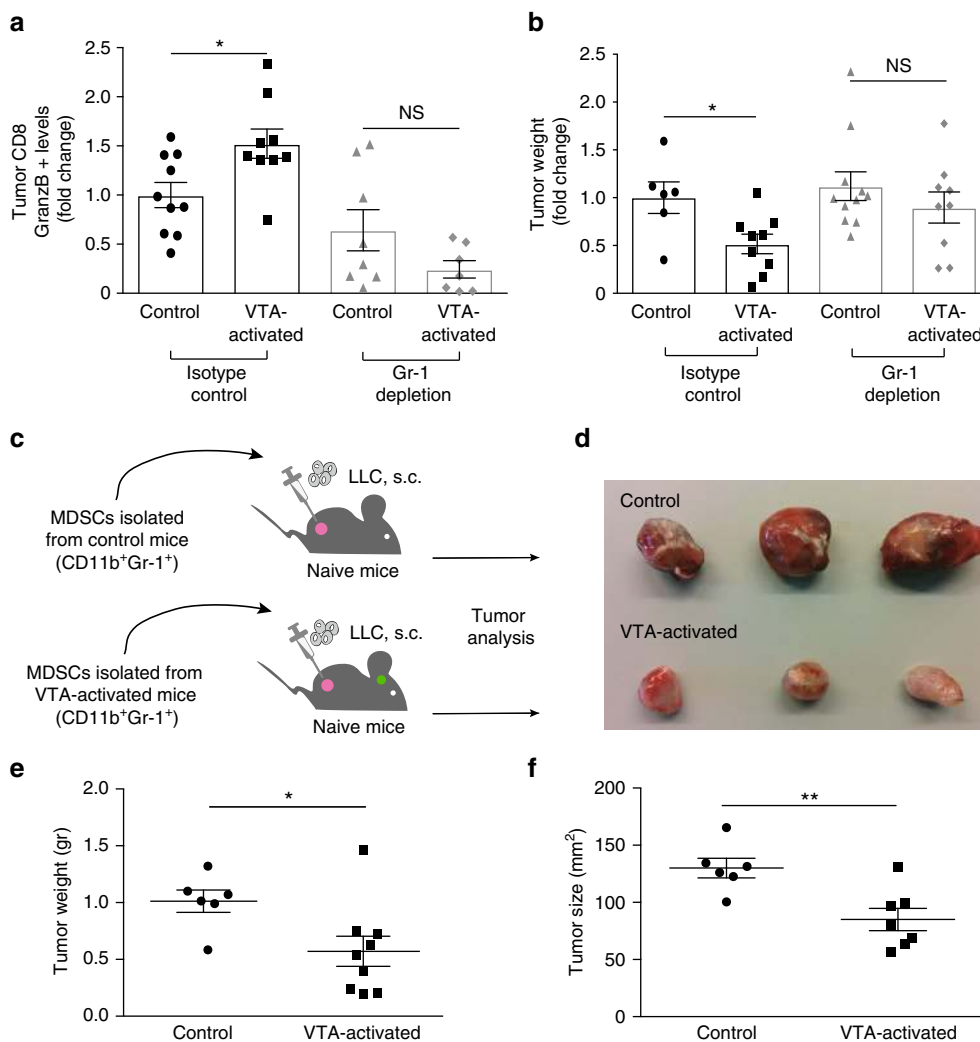 a
*
NS
2.5
2.0
1.5
1.0
0.5
0
Tumor CD8
GranzB + levels
(fold change)
Control
VTA-
activated
Control
VTA-
activated
Isotype
control
Gr-1
depletion
b
*
NS
2.5
2.0
1.5
1.0
0.5
0
Tumor weight
(fold change)
Control
VTA-
activated
Control
VTA-
activated
Isotype
control
Gr-1
depletion
c
MDSCs isolated
from control mice
(CD11b+Gr-1+)
LLC, s.c.
Naive mice
MDSCs isolated from
VTA-activated mice
(CD11b+Gr-1+)
LLC, s.c.
Naive mice
Tumor
analysis
d
Control
VTA-activated
e
*
2.0
1.5
1.0
0.5
0.0
Tumor weight (gr)
Control
VTA-activated
f
**
200
150
100
50
0
Tumor size (mm²)
Control
VTA-activated